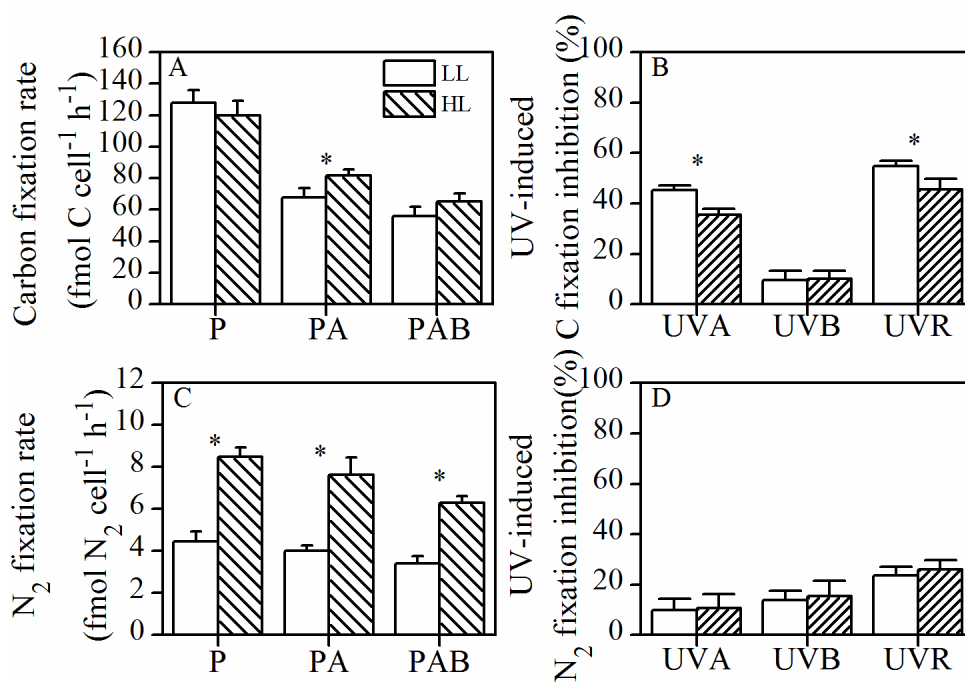 Carbon fixation rate
(fmol C cell⁻¹ h⁻¹)
160
140
120
100
80
60
40
20
0
A
LL
HL
*
P
PA
PAB
UV-induced
C fixation inhibition (%)
100
80
60
40
20
0
B
*
*
UVA
UVB
UVR
N₂ fixation rate
(fmol N₂ cell⁻¹ h⁻¹)
12
10
8
6
4
2
0
C
*
*
*
P
PA
PAB
UV-induced
N₂ fixation inhibition(%)
100
80
60
40
20
0
D
UVA
UVB
UVR